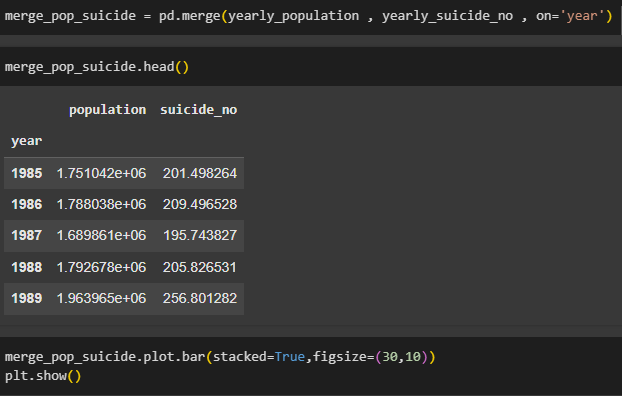 merge_pop_suicide = pd.merge(yearly_population , yearly_suicide_no , on='year')
merge_pop_suicide.head()
population suicide_no
year
1985 1.751042e+06 201.498264
1986 1.788038e+06 209.496528
1987 1.689861e+06 195.743827
1988 1.792678e+06 205.826531
1989 1.963965e+06 256.801282
merge_pop_suicide.plot.bar(stacked=True,figsize=(30,10))
plt.show()